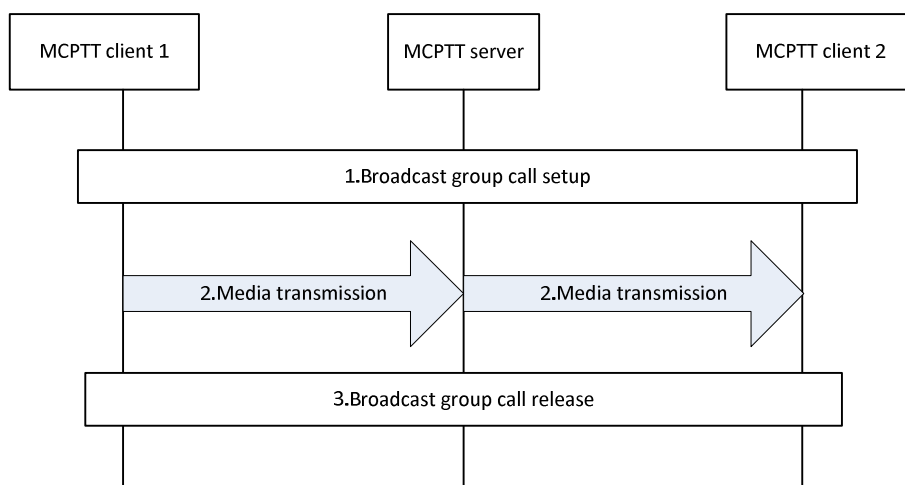 MCPTT client 1
MCPTT server
MCPTT client 2
1.Broadcast group call setup
2.Media transmission
2.Media transmission
3.Broadcast group call release